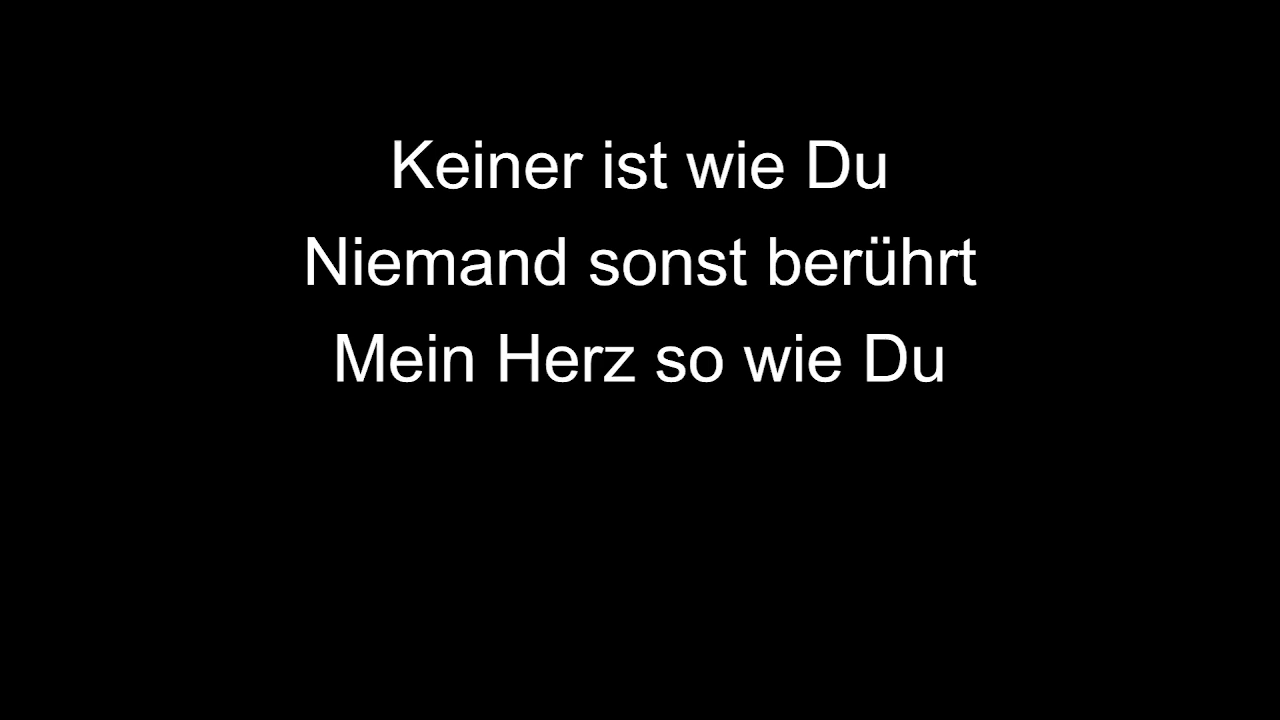 Keiner ist wie Du
Niemand sonst berührt
Mein Herz so wie Du